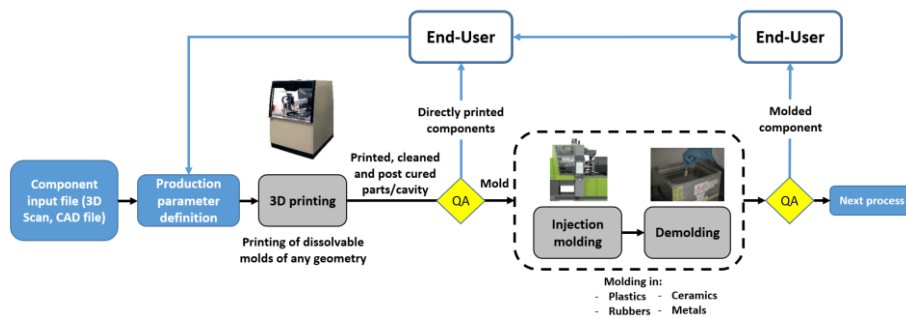 End-User
End-User
Directly printed
components
Molded
component
Printed, cleaned
and post cured
parts/cavity
Mold
Component
input file (3D
Scan, CAD file)
Production
parameter
definition
3D printing
QA
Injection
molding
Demolding
QA
Next process
Printing of dissolvable
molds of any geometry
Molding in:
- Plastics - Ceramics
- Rubbers - Metals